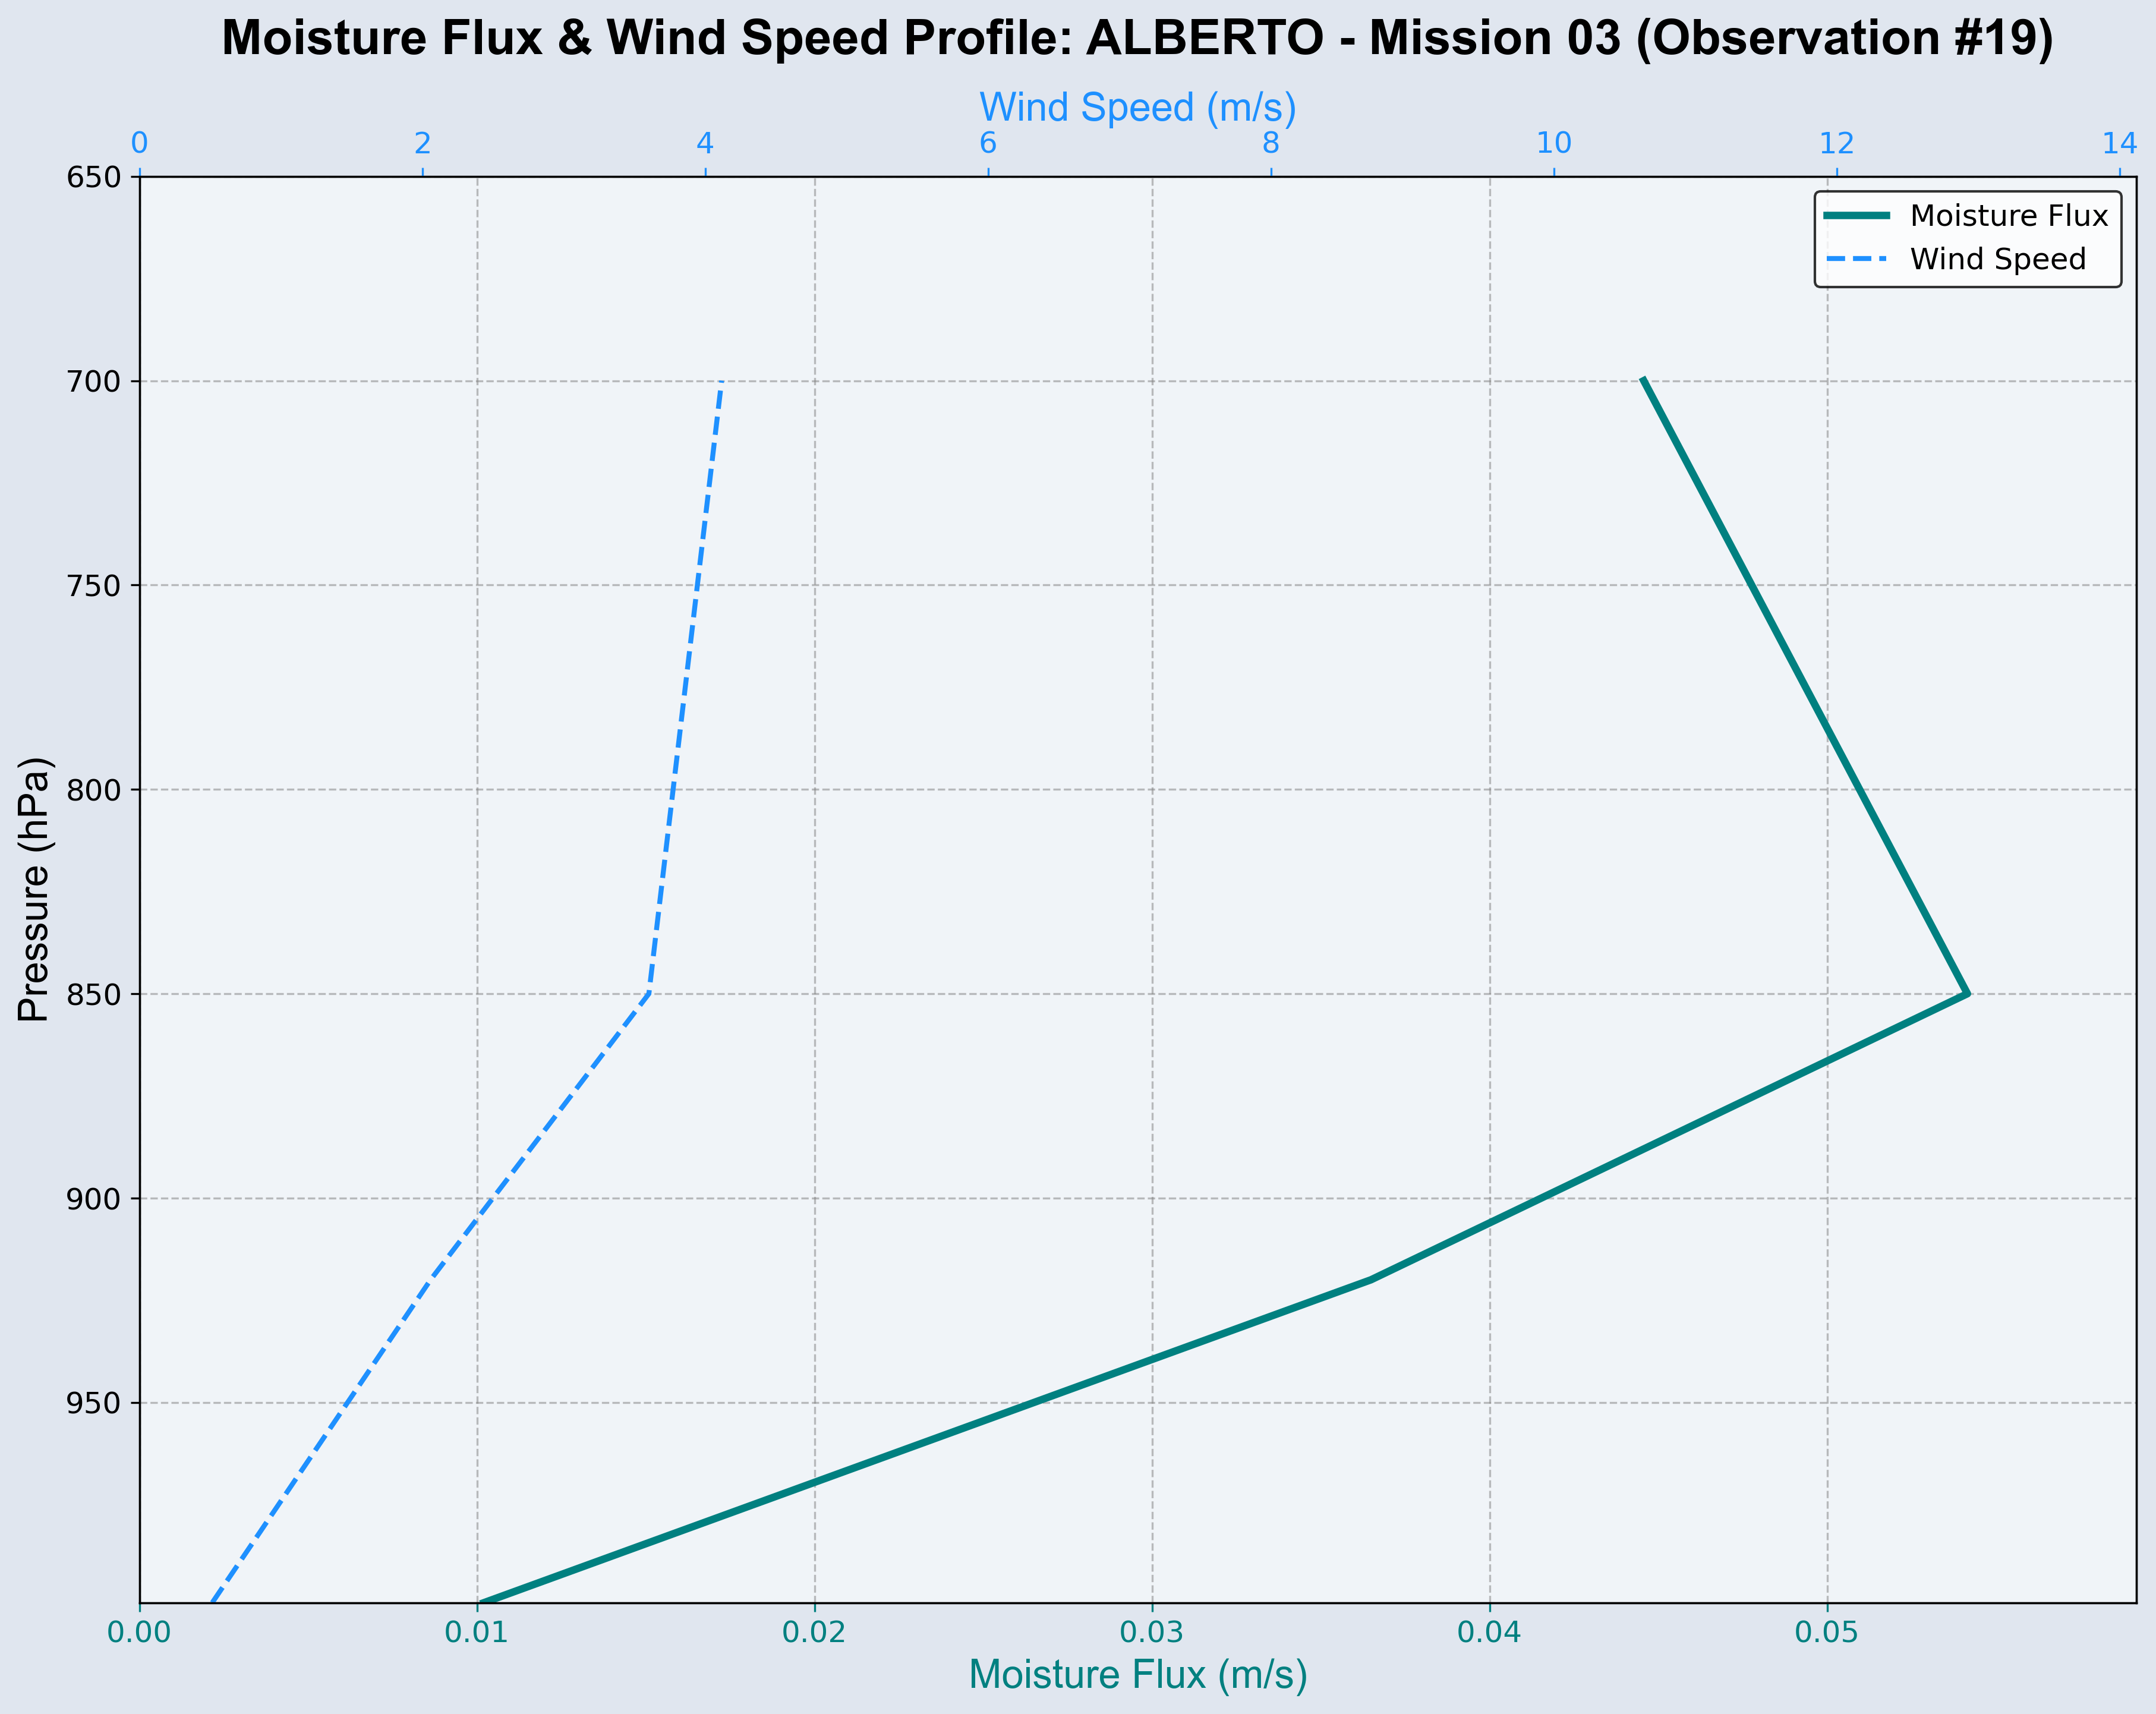 Moisture Flux & Wind Speed Profile: ALBERTO - Mission 03 (Observation #19)
Wind Speed (m/s)
0 2 4 6 8 10 12 14
Moisture Flux
Wind Speed
Pressure (hPa)
650
700
750
800
850
900
950
0.00 0.01 0.02 0.03 0.04 0.05
Moisture Flux (m/s)